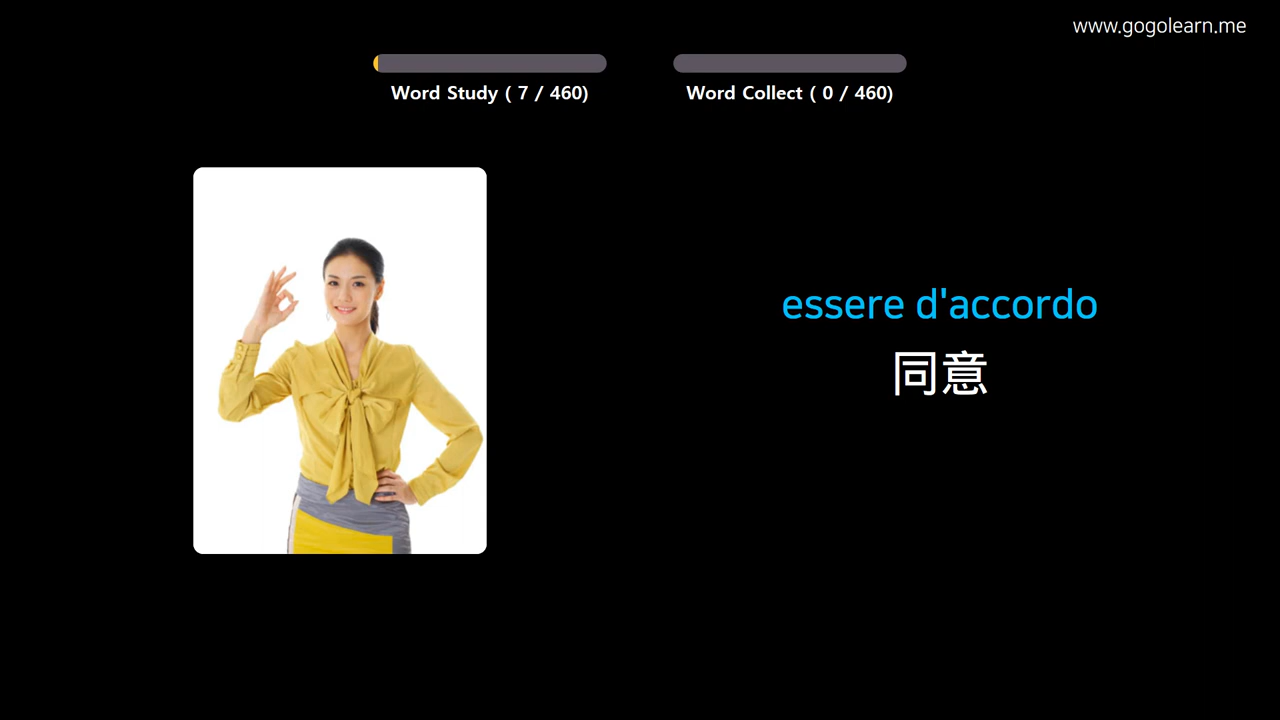 www.gogolearn.me
Word Study ( 7 / 460)
Word Collect ( 0 / 460)
essere d'accordo
同意